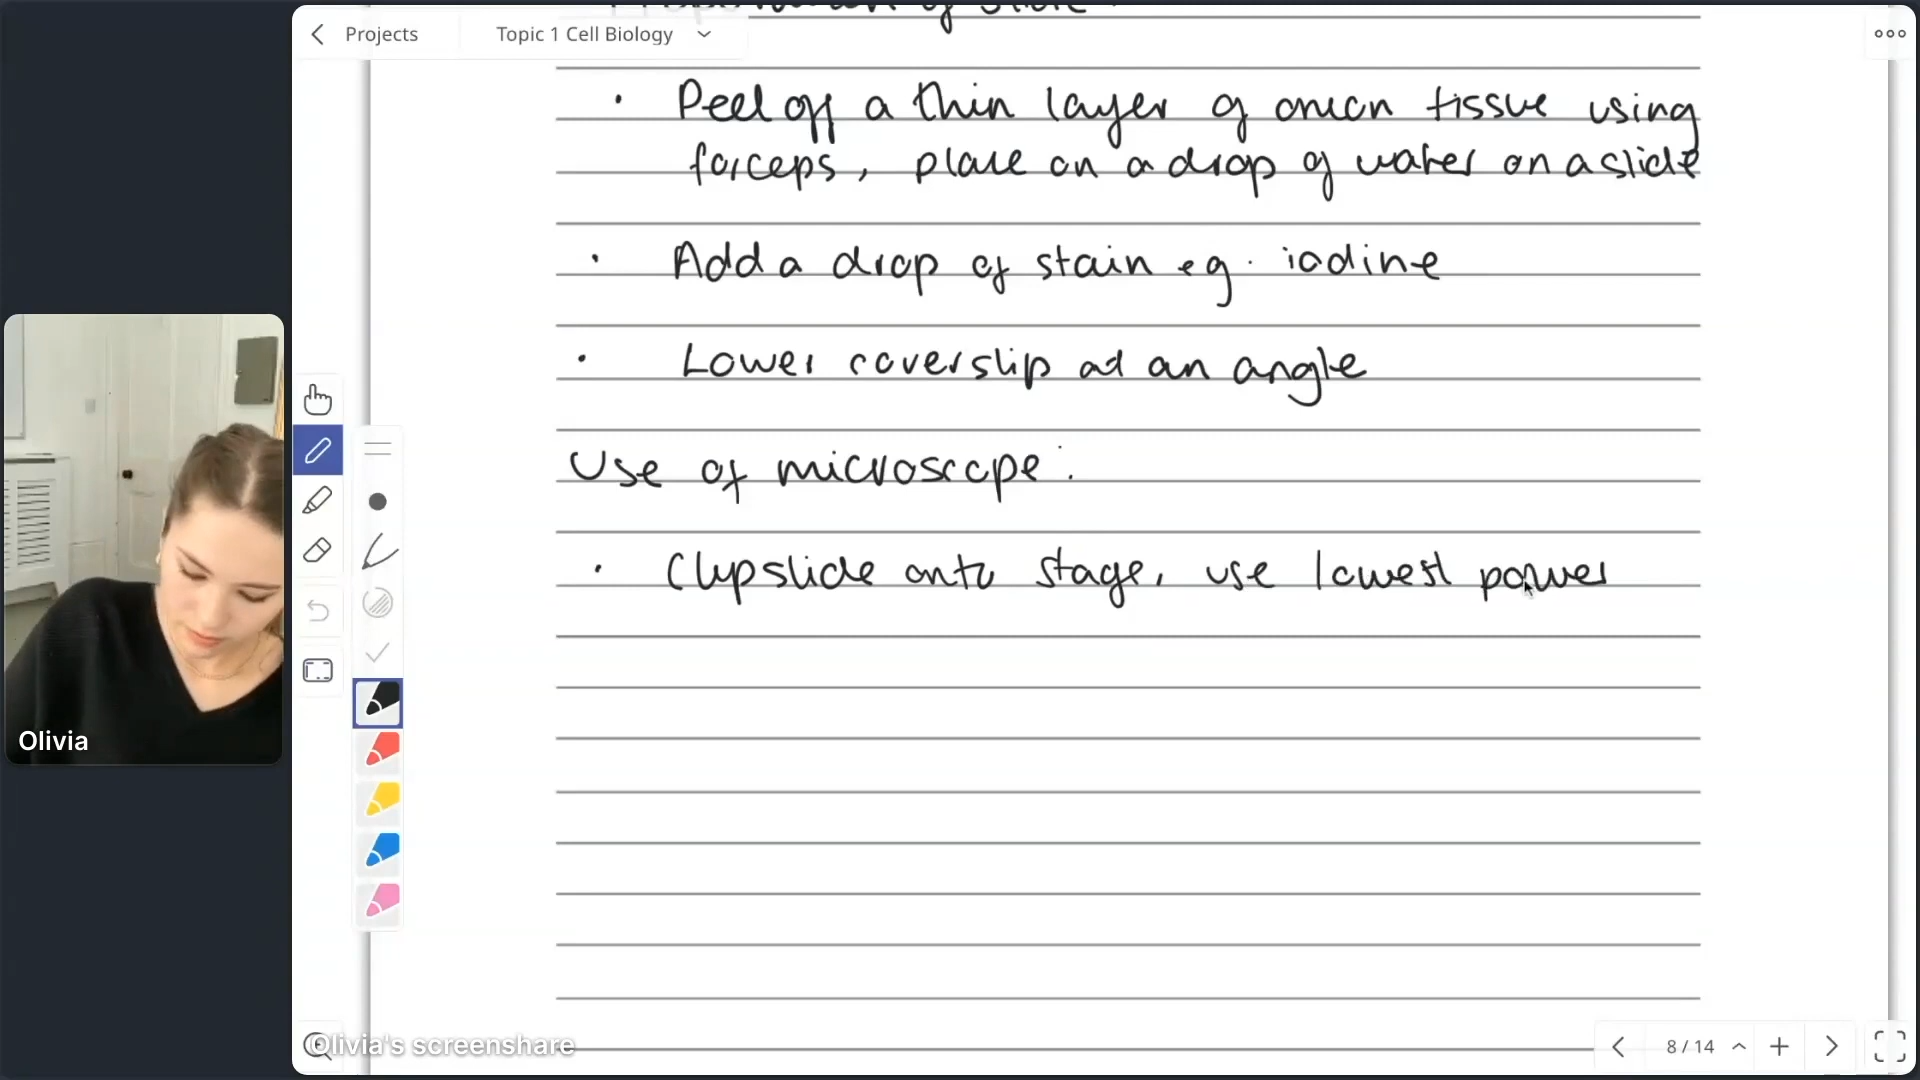 Projects
Topic 1 Cell Biology
of slide:
• Peel off a thin layer of onion tissue using
forceps, place on a drop of water on a slide
• Add a drop of stain eg. iodine
• Lower coverslip at an angle
Use of microscope:
• Clip slide onto stage, use lowest power
Olivia
Olivia's screenshare
8 / 14